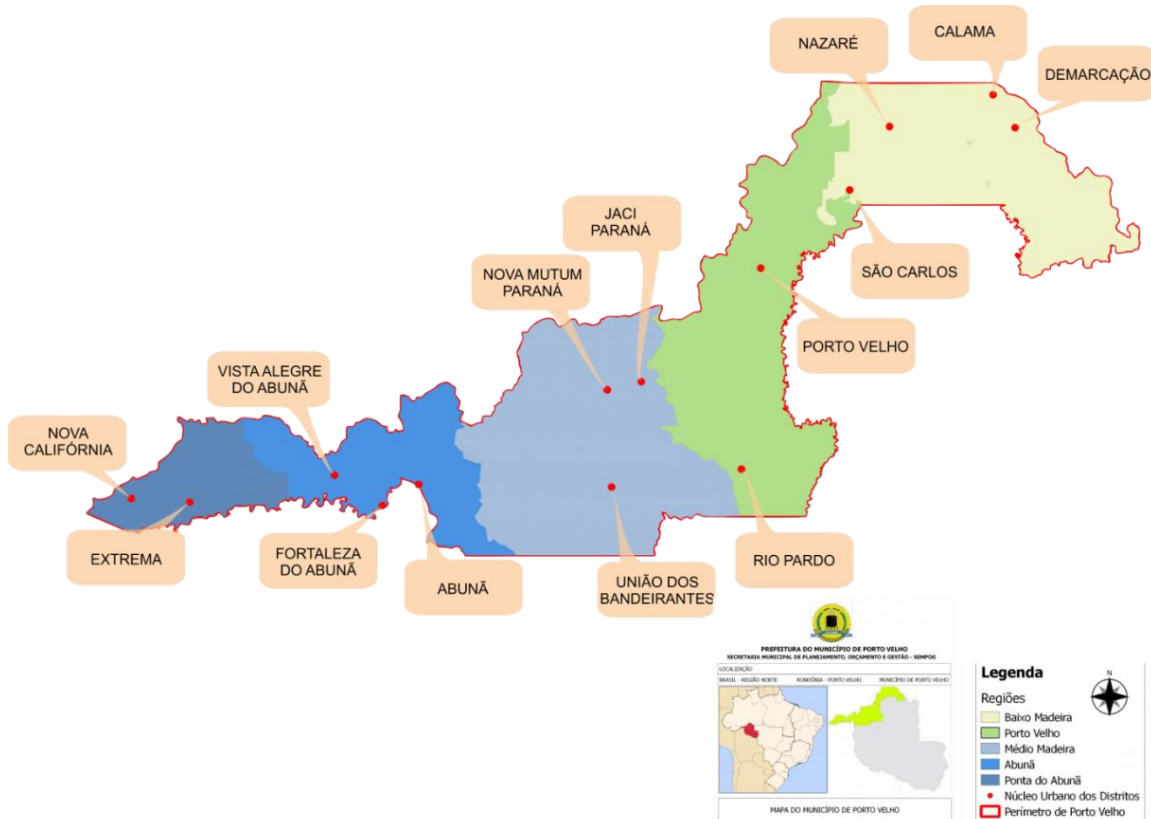 CALAMA
NAZARÉ
DEMARCAÇÃO
JACI
PARANÁ
NOVA MUTUM
PARANÁ
SÃO CARLOS
PORTO VELHO
VISTA ALEGRE
DO ABUNÃ
NOVA
CALIFÓRNIA
EXTREMA
FORTALEZA
DO ABUNÃ
ABUNÃ
UNIÃO DOS
BANDEIRANTES
RIO PARDO
PREFEITURA DO MUNICÍPIO DE PORTO VELHO
SECRETARIA MUNICIPAL DE PLANEJAMENTO, ORÇAMENTO E GESTÃO - SEMPOG
LOCALIZAÇÃO
BRASIL - REGIÃO NORTE RONDÔNIA - PORTO VELHO MUNICÍPIO DE PORTO VELHO
MAPA DO MUNICÍPIO DE PORTO VELHO
Legenda
N
Regiões
Baixo Madeira
Porto Velho
Médio Madeira
Abunã
Ponta do Abunã
Núcleo Urbano dos Distritos
Perímetro de Porto Velho